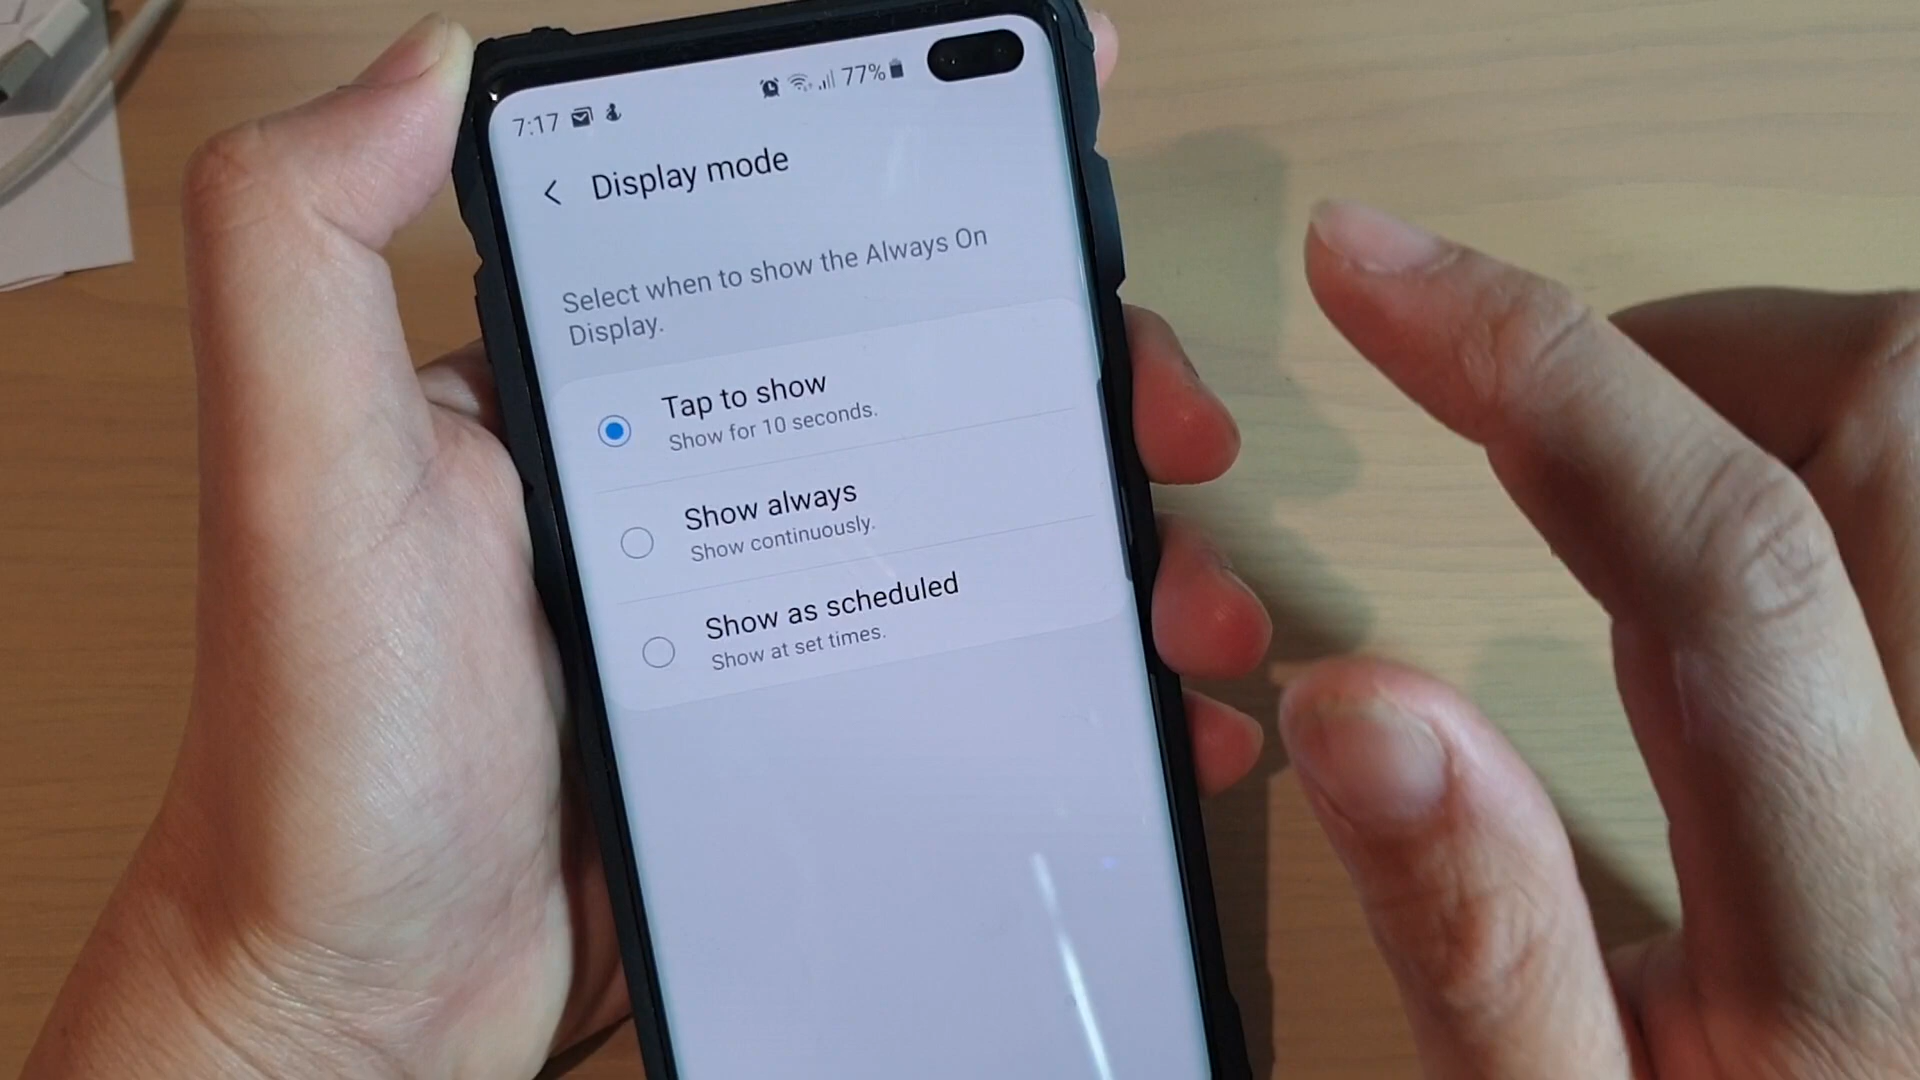 7:17 77%
Display mode
Select when to show the Always On
Display.
Tap to show
Show for 10 seconds.
Show always
Show continuously.
Show as scheduled
Show at set times.